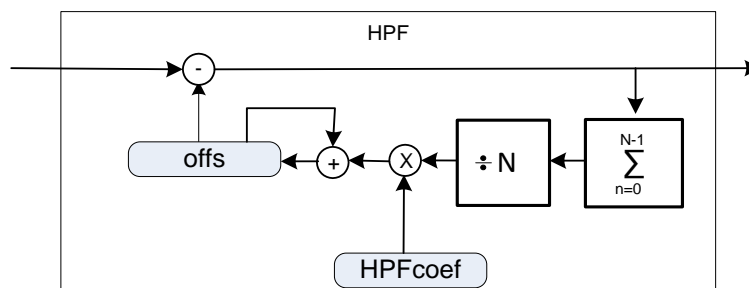 HPF
-
offs
+
X
÷ N
N-1
∑
n=0
HPFcoef